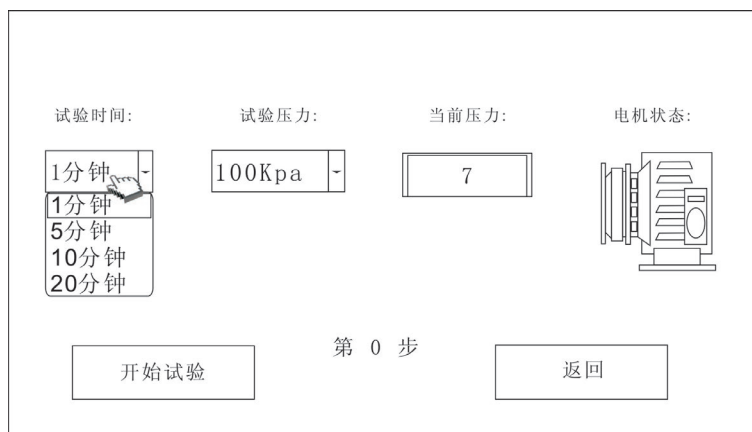 试验时间: 试验压力: 当前压力: 电机状态:
1分钟 100Kpa 7
1分钟
5分钟
10分钟
20分钟
第 0 步
开始试验 返回